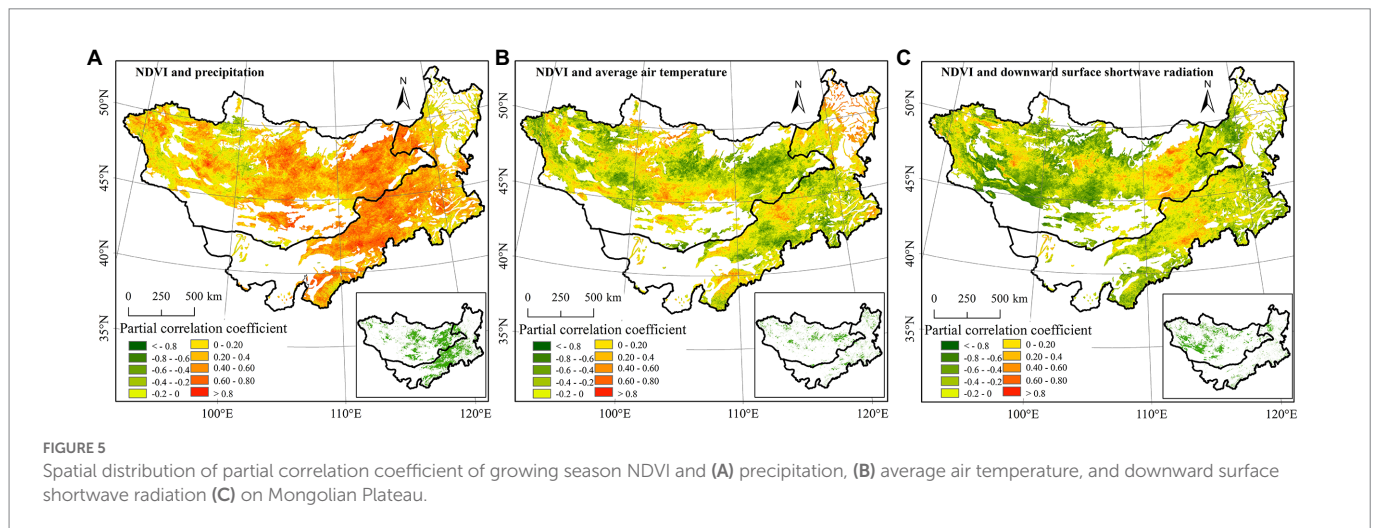 A
NDVI and precipitation
N
50°N
45°N
40°N
35°N
0 250 500 km
Partial correlation coefficient
< - 0.8
-0.8 - -0.6
-0.6 - -0.4
-0.4 - -0.2
-0.2 - 0
0 - 0.20
0.20 - 0.4
0.40 - 0.60
0.60 - 0.80
> 0.8
100°E
110°E
120°E
B
NDVI and average air temperature
N
50°N
45°N
40°N
35°N
0 250 500 km
Partial correlation coefficient
< - 0.8
-0.8 - -0.6
-0.6 - -0.4
-0.4 - -0.2
-0.2 - 0
0 - 0.20
0.20 - 0.4
0.40 - 0.60
0.60 - 0.80
> 0.8
100°E
110°E
120°E
C
NDVI and downward surface shortwave radiation
N
50°N
45°N
40°N
35°N
0 250 500 km
Partial correlation coefficient
< - 0.8
-0.8 - -0.6
-0.6 - -0.4
-0.4 - -0.2
-0.2 - 0
0 - 0.20
0.20 - 0.4
0.40 - 0.60
0.60 - 0.80
> 0.8
100°E
110°E
120°E
FIGURE 5
Spatial distribution of partial correlation coefficient of growing season NDVI and (A) precipitation, (B) average air temperature, and downward surface
shortwave radiation (C) on Mongolian Plateau.